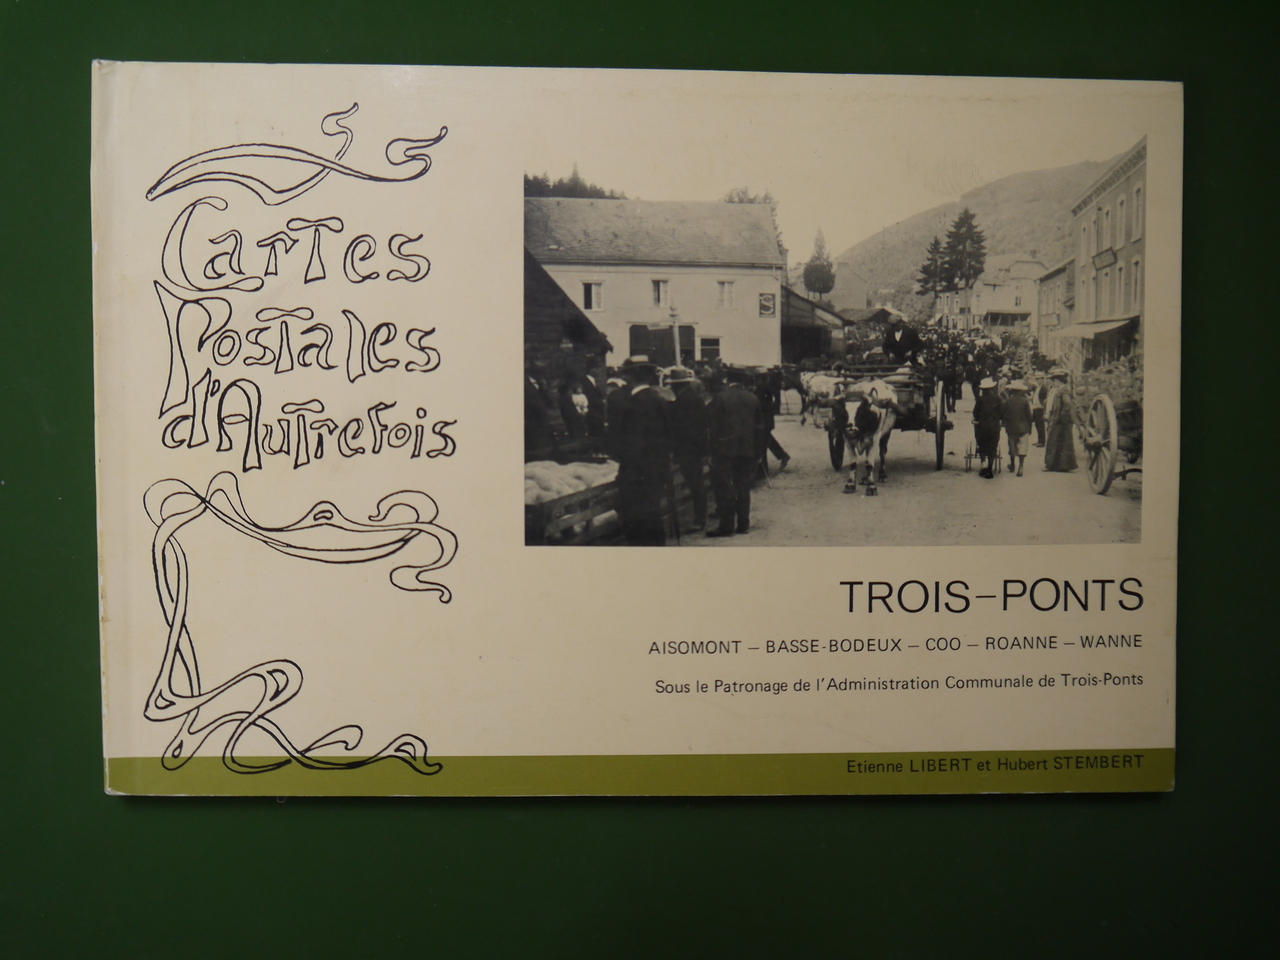 Cartes
Postales
d'Autrefois
TROIS-PONTS
AISOMONT - BASSE-BODEUX - COO - ROANNE - WANNE
Sous le Patronage de l'Administration Communale de Trois-Ponts
Etienne LIBERT et Hubert STEMBERT